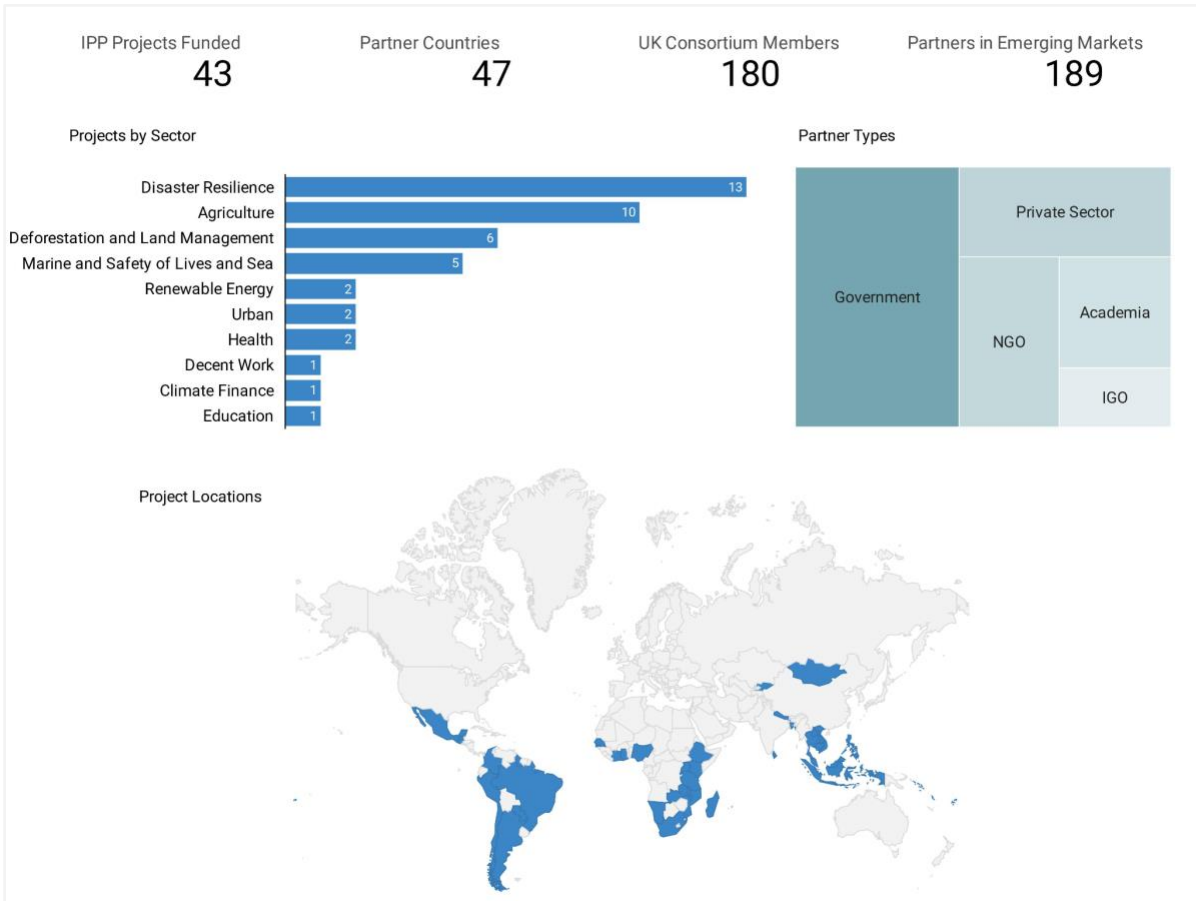 IPP Projects Funded
43
Partner Countries
47
UK Consortium Members
180
Partners in Emerging Markets
189
Projects by Sector
Disaster Resilience 13
Agriculture 10
Deforestation and Land Management 6
Marine and Safety of Lives and Sea 5
Renewable Energy 2
Urban 2
Health 2
Decent Work 1
Climate Finance 1
Education 1
Partner Types
Government
Private Sector
NGO
Academia
IGO
Project Locations